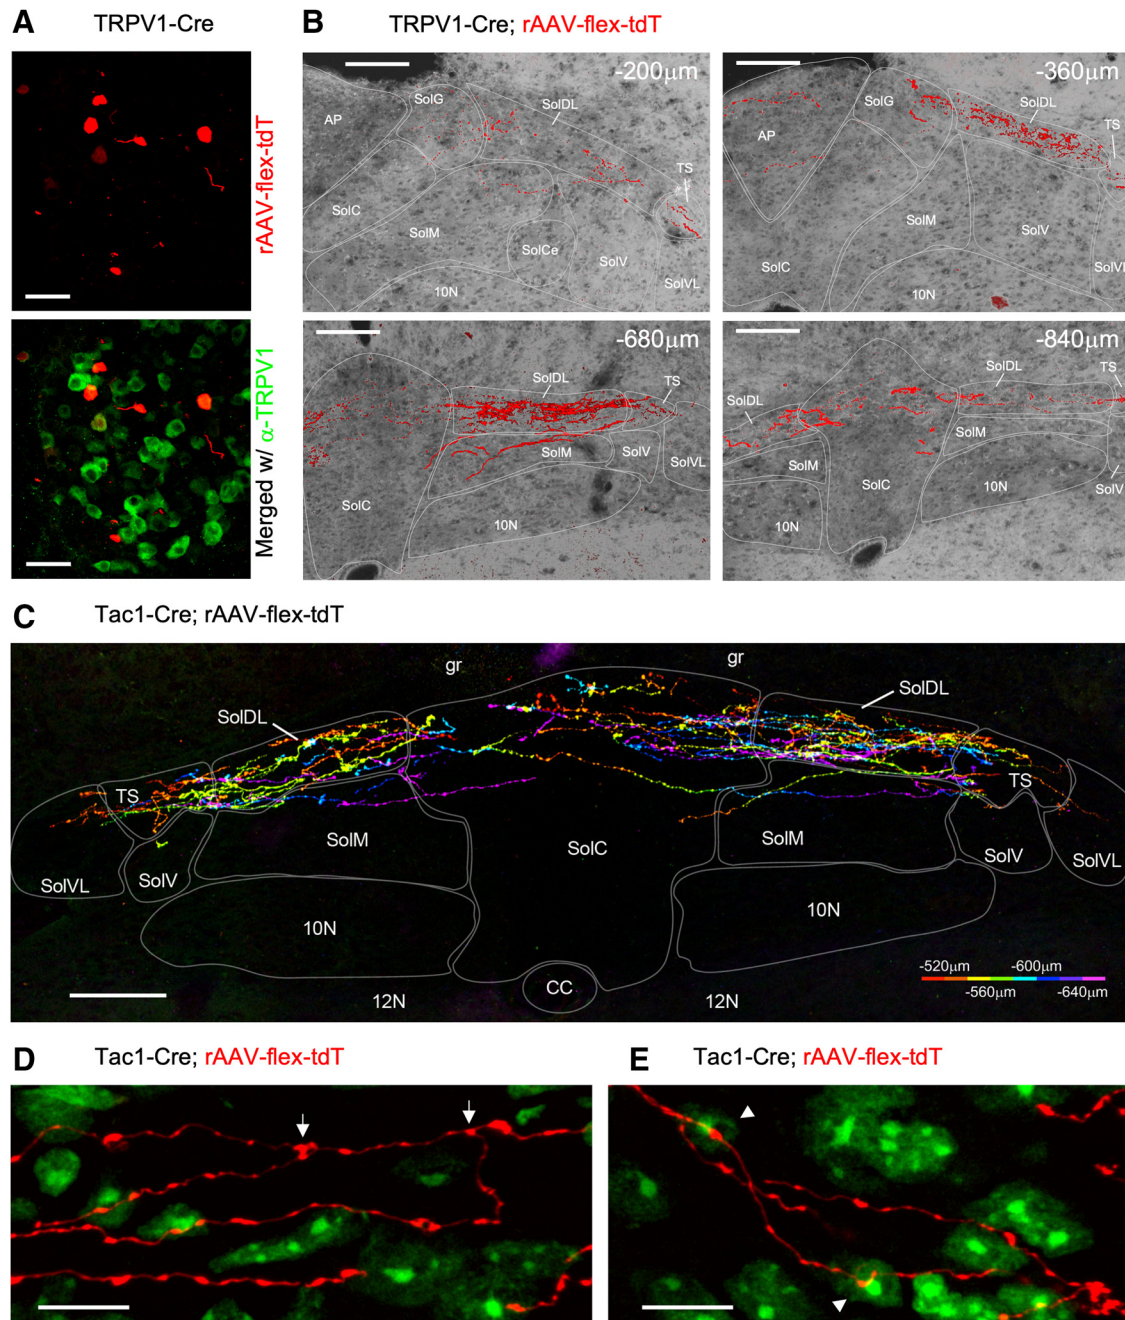 A TRPV1-Cre
rAAV-flex-tdT
Merged w/ α-TRPV1
B TRPV1-Cre; rAAV-flex-tdT
-200µm
AP
SolG
SolDL
TS
SolC
SolM
SolCe
SolV
SolVL
10N
-360µm
AP
SolG
SolDL
TS
SolM
SolV
SolC
SolVL
10N
-680µm
SolDL
TS
SolM
SolV
SolVL
SolC
10N
-840µm
SolDL
SolDL
TS
SolM
SolM
SolC
10N
10N
SolV
C Tac1-Cre; rAAV-flex-tdT
gr
gr
SolDL
SolDL
TS
TS
SolM
SolM
SolC
SolV
SolV
SolVL
SolVL
10N
10N
-520µm
-600µm
-560µm
-640µm
CC
12N
12N
D Tac1-Cre; rAAV-flex-tdT
E Tac1-Cre; rAAV-flex-tdT